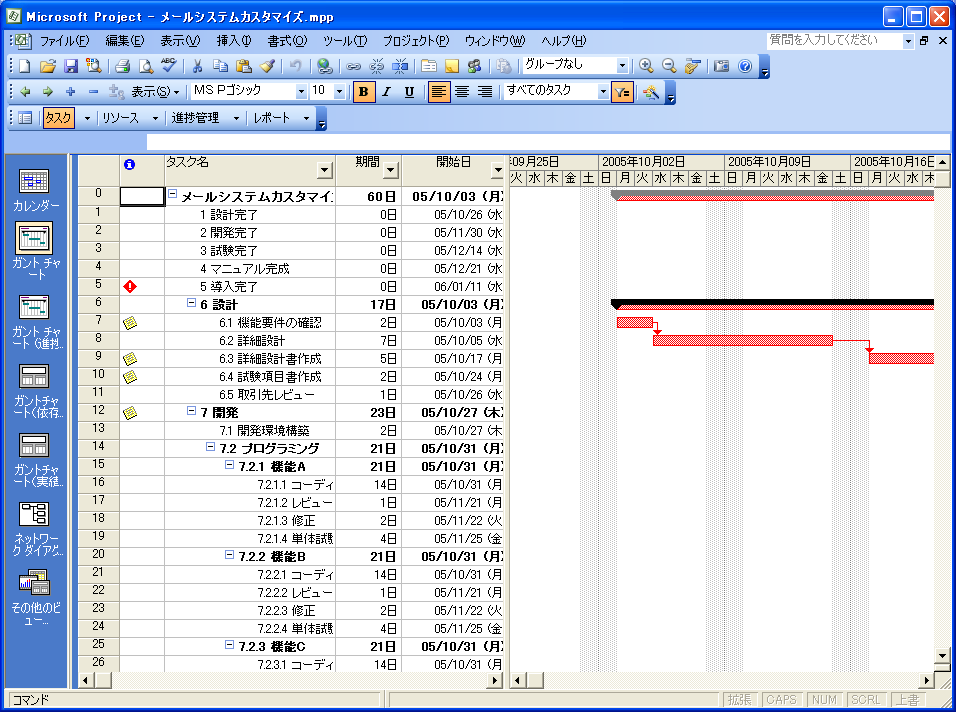 Microsoft Project - メールシステムカスタマイズ.mpp
ファイル(F) 編集(E) 表示(V) 挿入(I) 書式(O) ツール(T) プロジェクト(P) ウィンドウ(W) ヘルプ(H) 質問を入力してください
グループなし
表示(S) MS Pゴシック 10 B I U すべてのタスク
タスク リソース 進捗管理 レポート
タスク名 期間 開始日 09月25日 2005年10月02日 2005年10月09日 2005年10月16日
火 水 木 金 土 日 月 火 水 木 金 土 日 月 火 水 木 金 土 日 月 火 水 木
0 メールシステムカスタマイ 60日 05/10/03 (月)
1 1 設計完了 0日 05/10/26 (水
2 2 開発完了 0日 05/11/30 (水
3 3 試験完了 0日 05/12/14 (水
4 4 マニュアル完成 0日 05/12/21 (水
5 5 導入完了 0日 06/01/11 (水
6 6 設計 17日 05/10/03 (月)
7 6.1 機能要件の確認 2日 05/10/03 (月
8 6.2 詳細設計 7日 05/10/05 (水
9 6.3 詳細設計書作成 5日 05/10/17 (月
10 6.4 試験項目書作成 2日 05/10/24 (月
11 6.5 取引先レビュー 1日 05/10/26 (水
12 7 開発 23日 05/10/27 (木)
13 7.1 開発環境構築 2日 05/10/27 (木
14 7.2 プログラミング 21日 05/10/31 (月)
15 7.2.1 機能A 21日 05/10/31 (月)
16 7.2.1.1 コーディ 14日 05/10/31 (月
17 7.2.1.2 レビュー 1日 05/11/21 (月
18 7.2.1.3 修正 2日 05/11/22 (火
19 7.2.1.4 単体試験 4日 05/11/25 (金
20 7.2.2 機能B 21日 05/10/31 (月)
21 7.2.2.1 コーディ 14日 05/10/31 (月
22 7.2.2.2 レビュー 1日 05/11/21 (月
23 7.2.2.3 修正 2日 05/11/22 (火
24 7.2.2.4 単体試験 4日 05/11/25 (金
25 7.2.3 機能C 21日 05/10/31 (月)
26 7.2.3.1 コーディ 14日 05/10/31 (月
カレンダー
ガント チャ
ート
ガント チャ
ート (進捗..
ガントチャ
ート(依存..
ガントチャ
ート(実績..
ネットワー
ク ダイアグ..
その他のビ
ュー...
コマンド 拡張 CAPS NUM SCRL 上書